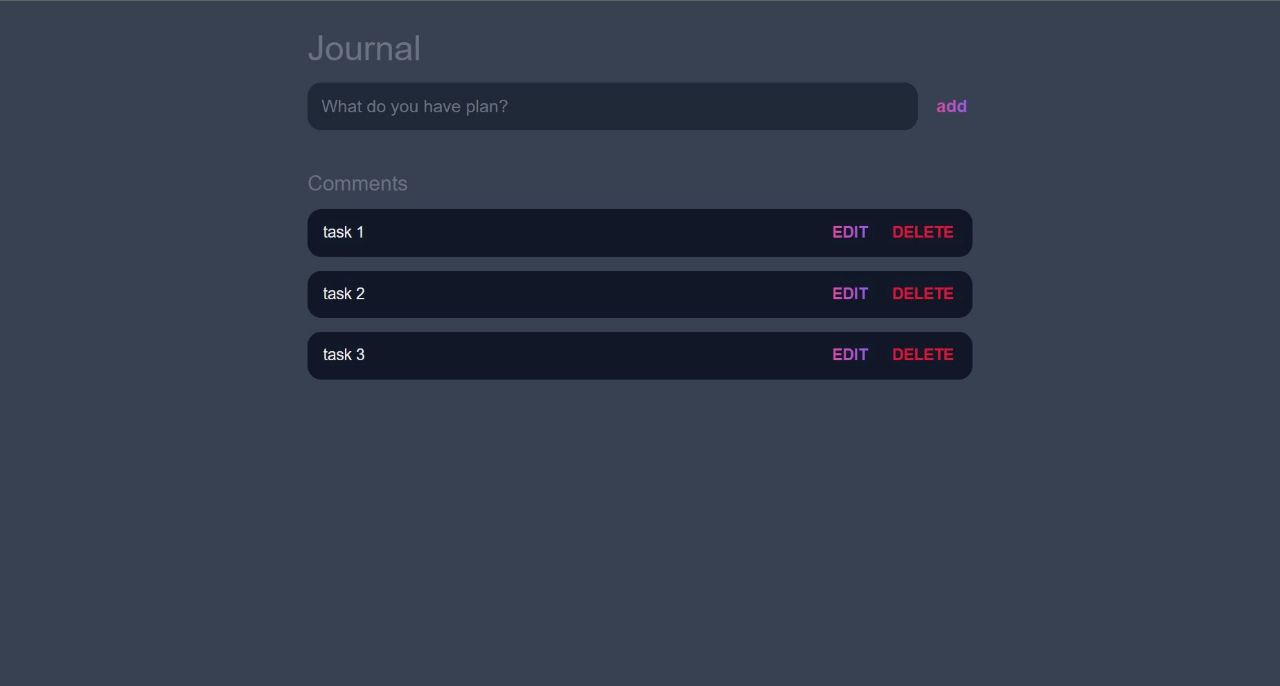 Journal
What do you have plan? add
Comments
task 1 EDIT DELETE
task 2 EDIT DELETE
task 3 EDIT DELETE